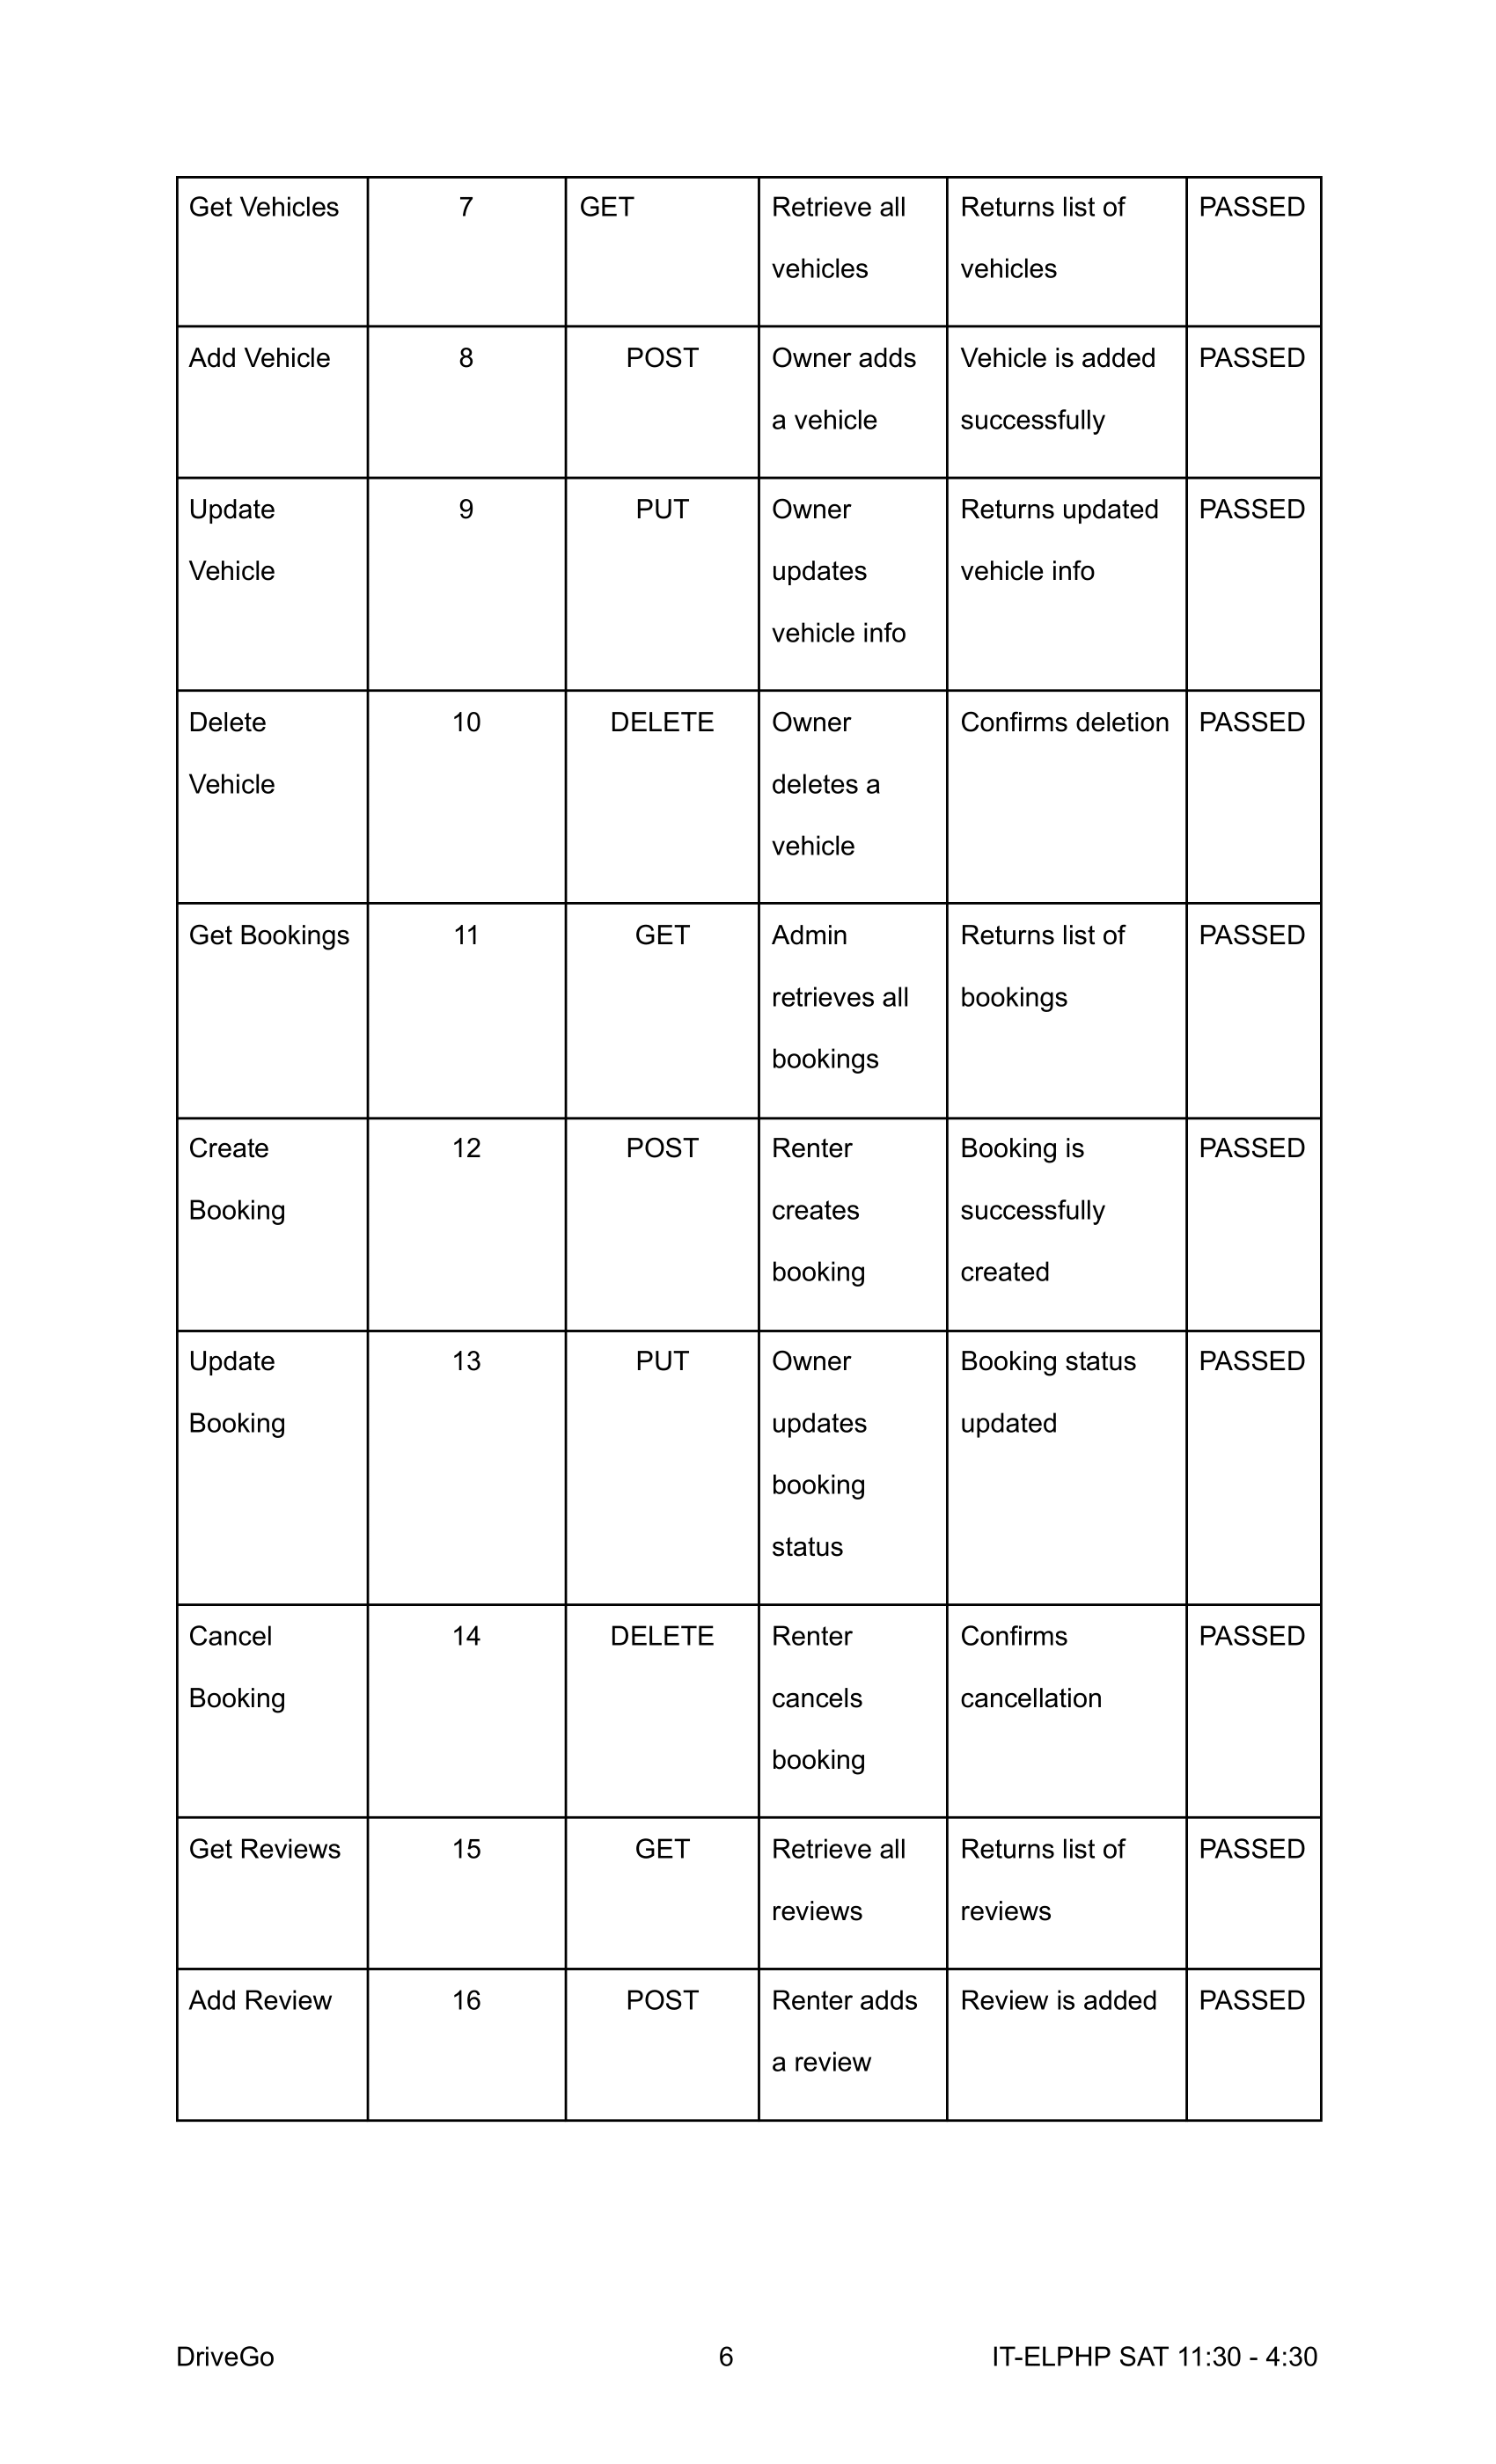 Get Vehicles 7 GET Retrieve all Returns list of PASSED
vehicles vehicles
Add Vehicle 8 POST Owner adds Vehicle is added PASSED
a vehicle successfully
Update 9 PUT Owner Returns updated PASSED
Vehicle updates vehicle info
vehicle info
Delete 10 DELETE Owner Confirms deletion PASSED
Vehicle deletes a
vehicle
Get Bookings 11 GET Admin Returns list of PASSED
retrieves all bookings
bookings
Create 12 POST Renter Booking is PASSED
Booking creates successfully
booking created
Update 13 PUT Owner Booking status PASSED
Booking updates updated
booking
status
Cancel 14 DELETE Renter Confirms PASSED
Booking cancels cancellation
booking
Get Reviews 15 GET Retrieve all Returns list of PASSED
reviews reviews
Add Review 16 POST Renter adds Review is added PASSED
a review
DriveGo 6 IT-ELPHP SAT 11:30 - 4:30